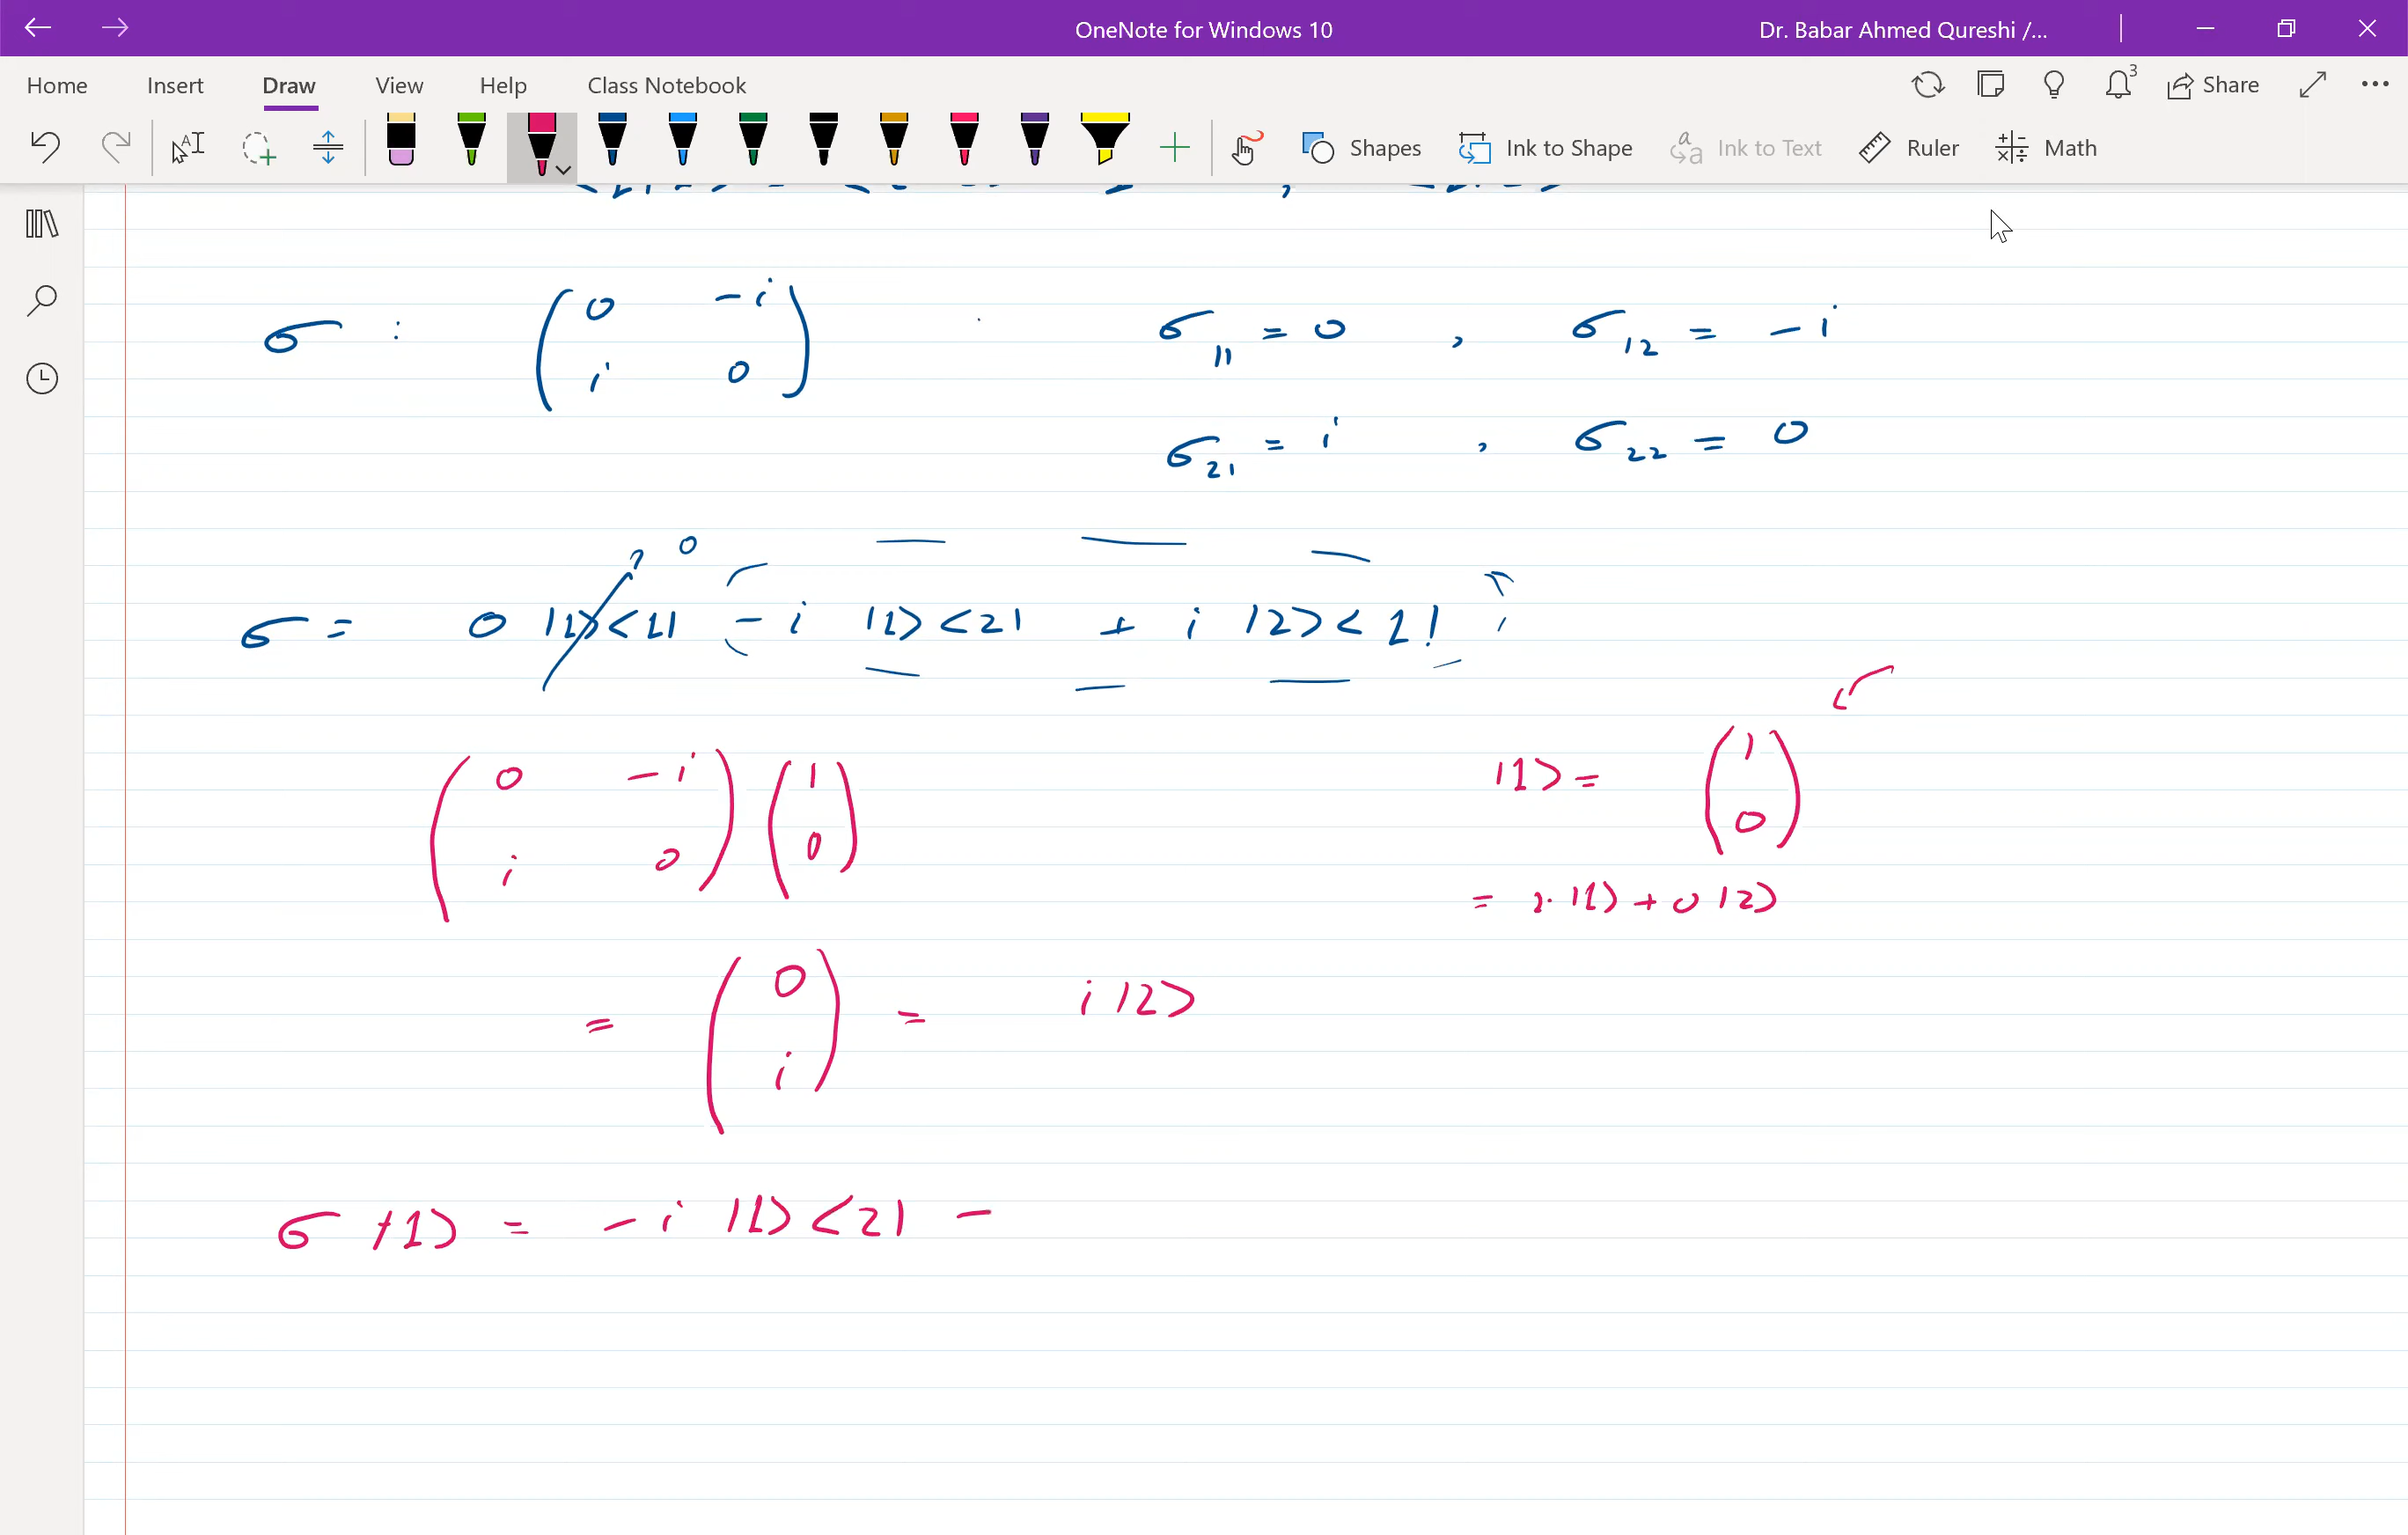 OneNote for Windows 10
Dr. Babar Ahmed Qureshi /...
Home Insert Draw View Help Class Notebook
3 Share
Shapes Ink to Shape Ink to Text Ruler Math
σ : ( 0 -i ; i 0 )
σ11 = 0 , σ12 = -i
σ21 = i , σ22 = 0
0
σ = 0 |1><1| - i |1><2| + i |2><1|
( 0 -i ; i 0 ) ( 1 ; 0 )
|1> = ( 1 ; 0 )
= 1·|1> + 0|2>
= ( 0 ; i ) = i|2>
σ |1> = -i |1><2| -